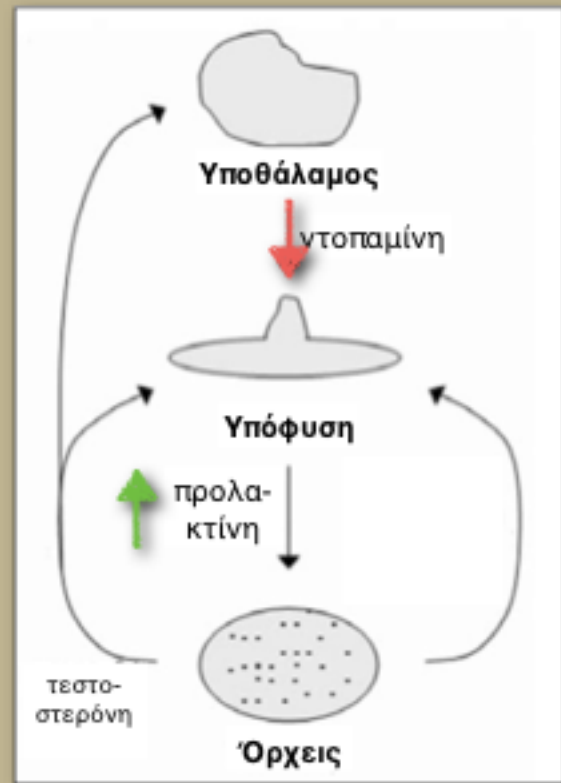 Υποθάλαμος
ντοπαμίνη
Υπόφυση
προλα-
κτίνη
τεστο-
στερόνη
Όρχεις